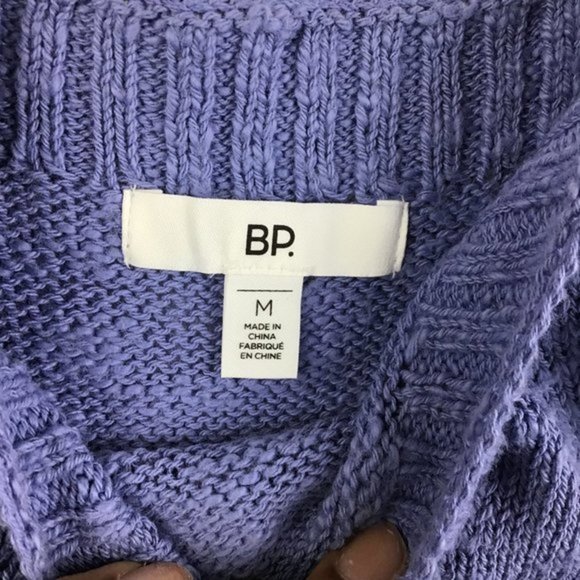 BP.
M
MADE IN
CHINA
FABRIQUÉ
EN CHINE